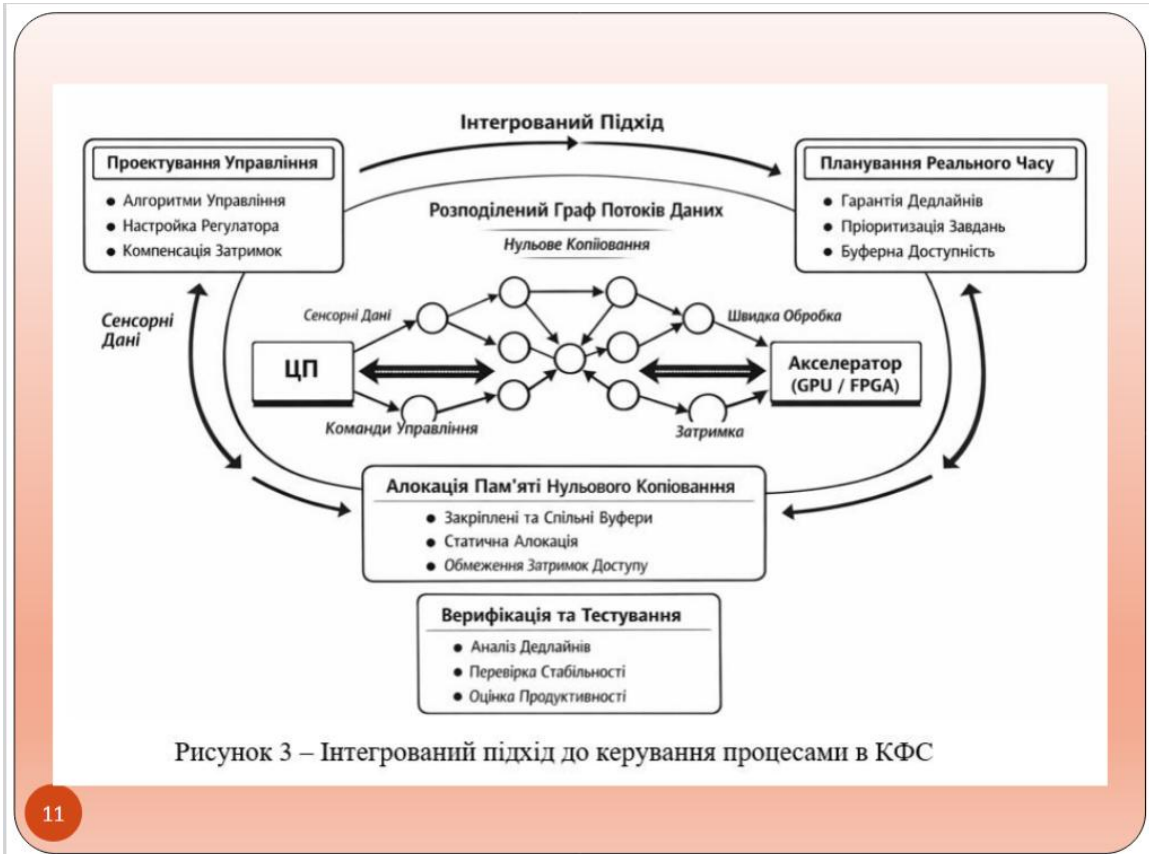 Інтегрований Підхід
Проектування Управління
• Алгоритми Управління
• Настройка Регулатора
• Компенсація Затримок
Планування Реального Часу
• Гарантія Дедлайнів
• Пріоритизація Завдань
• Буферна Доступність
Розподілений Граф Потоків Даних
Нульове Копіювання
Сенсорні
Дані
Сенсорні Дані
Швидка Обробка
ЦП
Акселератор
(GPU / FPGA)
Команди Управління
Затримка
Алокація Пам'яті Нульового Копіювання
• Закріплені та Спільні Вуфери
• Статична Алокація
• Обмеження Затримок Доступу
Верифікація та Тестування
• Аналіз Дедлайнів
• Перевірка Стабільності
• Оцінка Продуктивності
Рисунок 3 – Інтегрований підхід до керування процесами в КФС
11